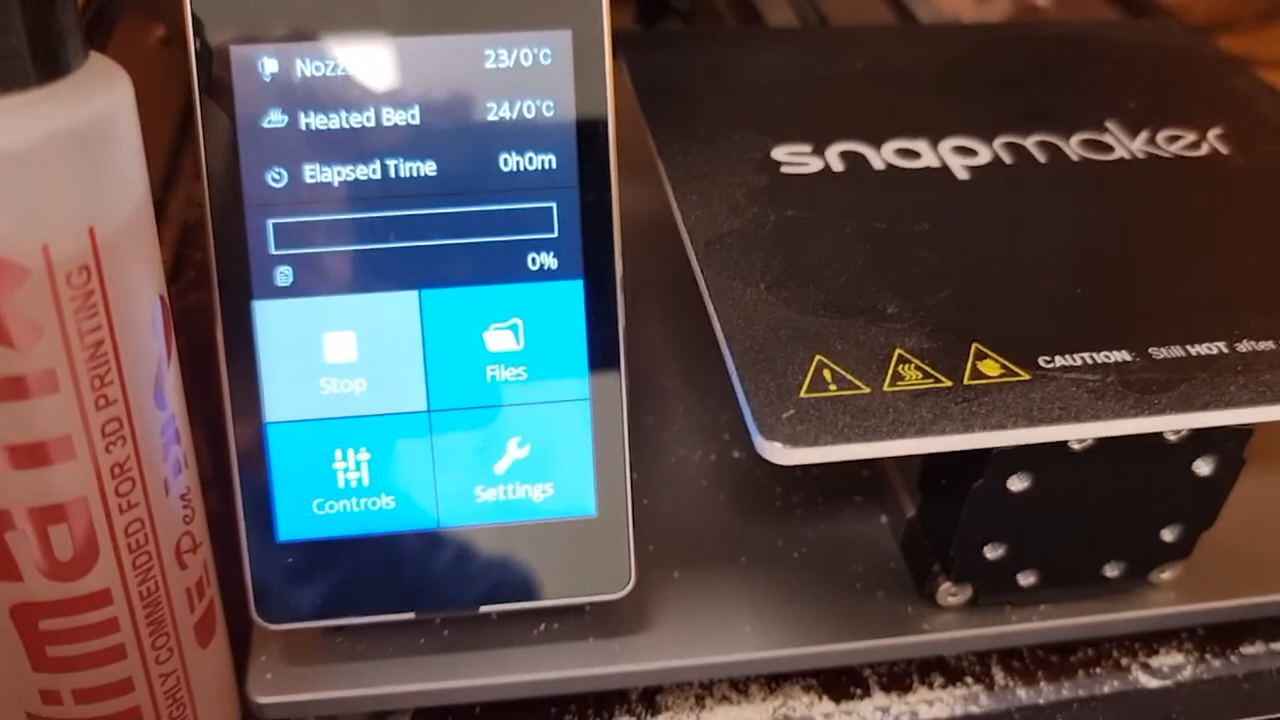 23/0°C
Heated Bed 24/0°C
Elapsed Time 0h0m
0%
Stop
Files
Controls
Settings
snapmaker
CAUTION: Still HOT after
COMMENDED FOR 3D PRINTING
Pen